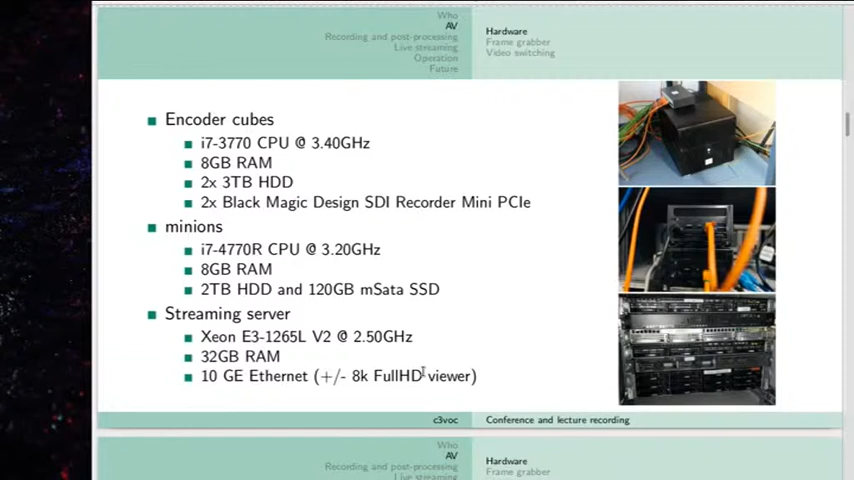 Who
AV
Recording and post-processing
Live streaming
Operation
Future
Hardware
Frame grabber
Video switching
Encoder cubes
i7-3770 CPU @ 3.40GHz
8GB RAM
2x 3TB HDD
2x Black Magic Design SDI Recorder Mini PCIe
minions
i7-4770R CPU @ 3.20GHz
8GB RAM
2TB HDD and 120GB mSata SSD
Streaming server
Xeon E3-1265L V2 @ 2.50GHz
32GB RAM
10 GE Ethernet (+/- 8k FullHD viewer)
c3voc
Conference and lecture recording
Who
AV
Recording and post-processing
Live streaming
Hardware
Frame grabber